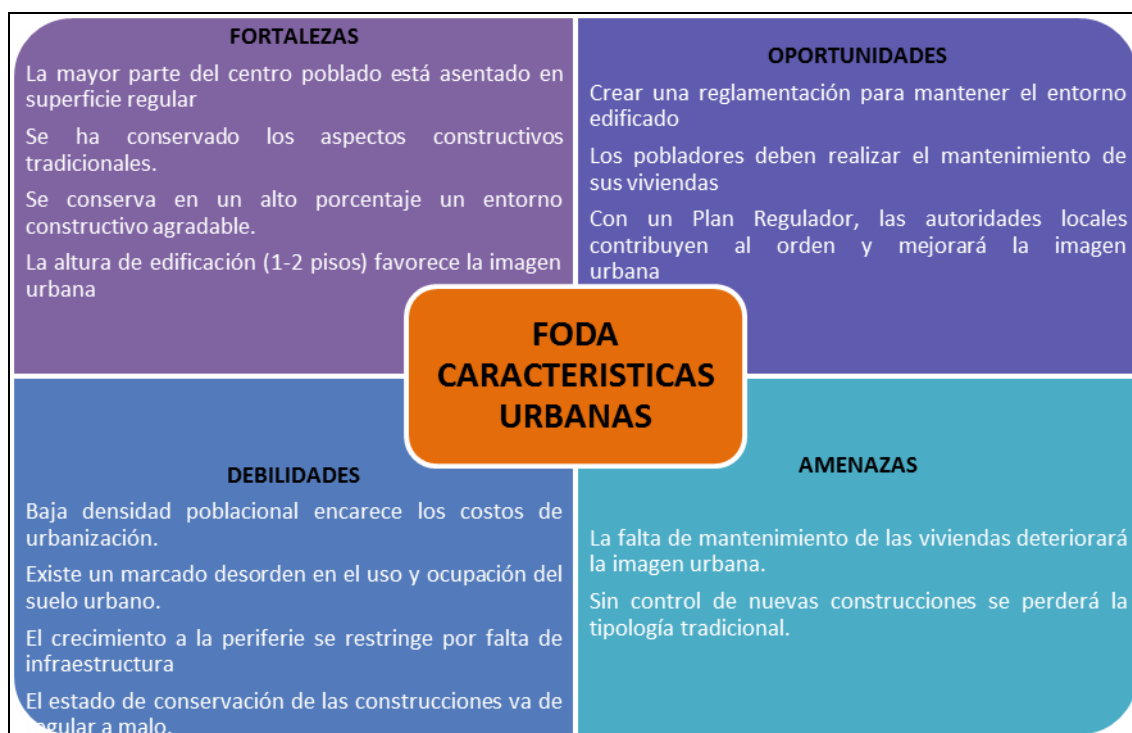 FORTALEZAS
La mayor parte del centro poblado está asentado en
superficie regular
Se ha conservado los aspectos constructivos
tradicionales.
Se conserva en un alto porcentaje un entorno
constructivo agradable.
La altura de edificación (1-2 pisos) favorece la imagen
urbana
OPORTUNIDADES
Crear una reglamentación para mantener el entorno
edificado
Los pobladores deben realizar el mantenimiento de
sus viviendas
Con un Plan Regulador, las autoridades locales
contribuyen al orden y mejorará la imagen
urbana
FODA
CARACTERISTICAS
URBANAS
DEBILIDADES
Baja densidad poblacional encarece los costos de
urbanización.
Existe un marcado desorden en el uso y ocupación del
suelo urbano.
El crecimiento a la periferie se restringe por falta de
infraestructura
El estado de conservación de las construcciones va de
regular a malo.
AMENAZAS
La falta de mantenimiento de las viviendas deteriorará
la imagen urbana.
Sin control de nuevas construcciones se perderá la
tipología tradicional.